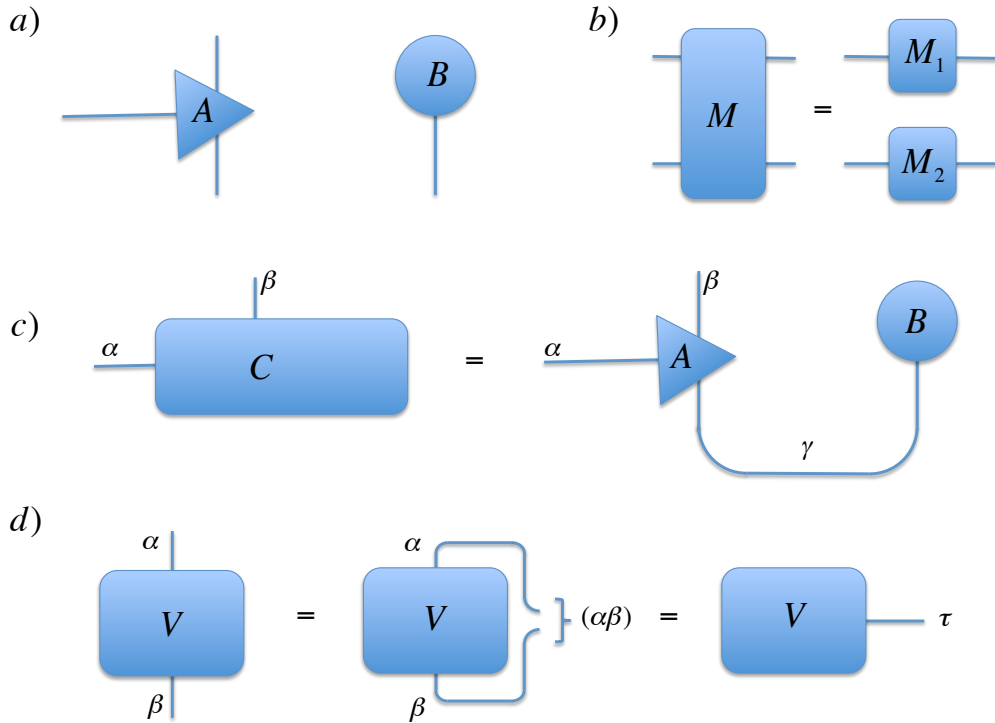 a)
A
B
b)
M = M₁
M₂
c)
α β C = α β A B γ
d)
α V β = α V β (αβ) = V τ